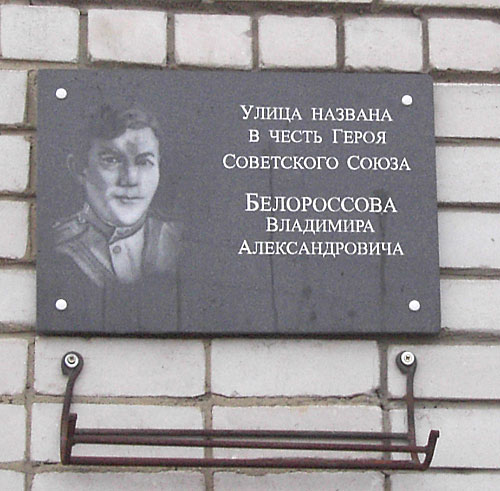 Улица названа
в честь Героя
Советского Союза
Белороссова
Владимира
Александровича